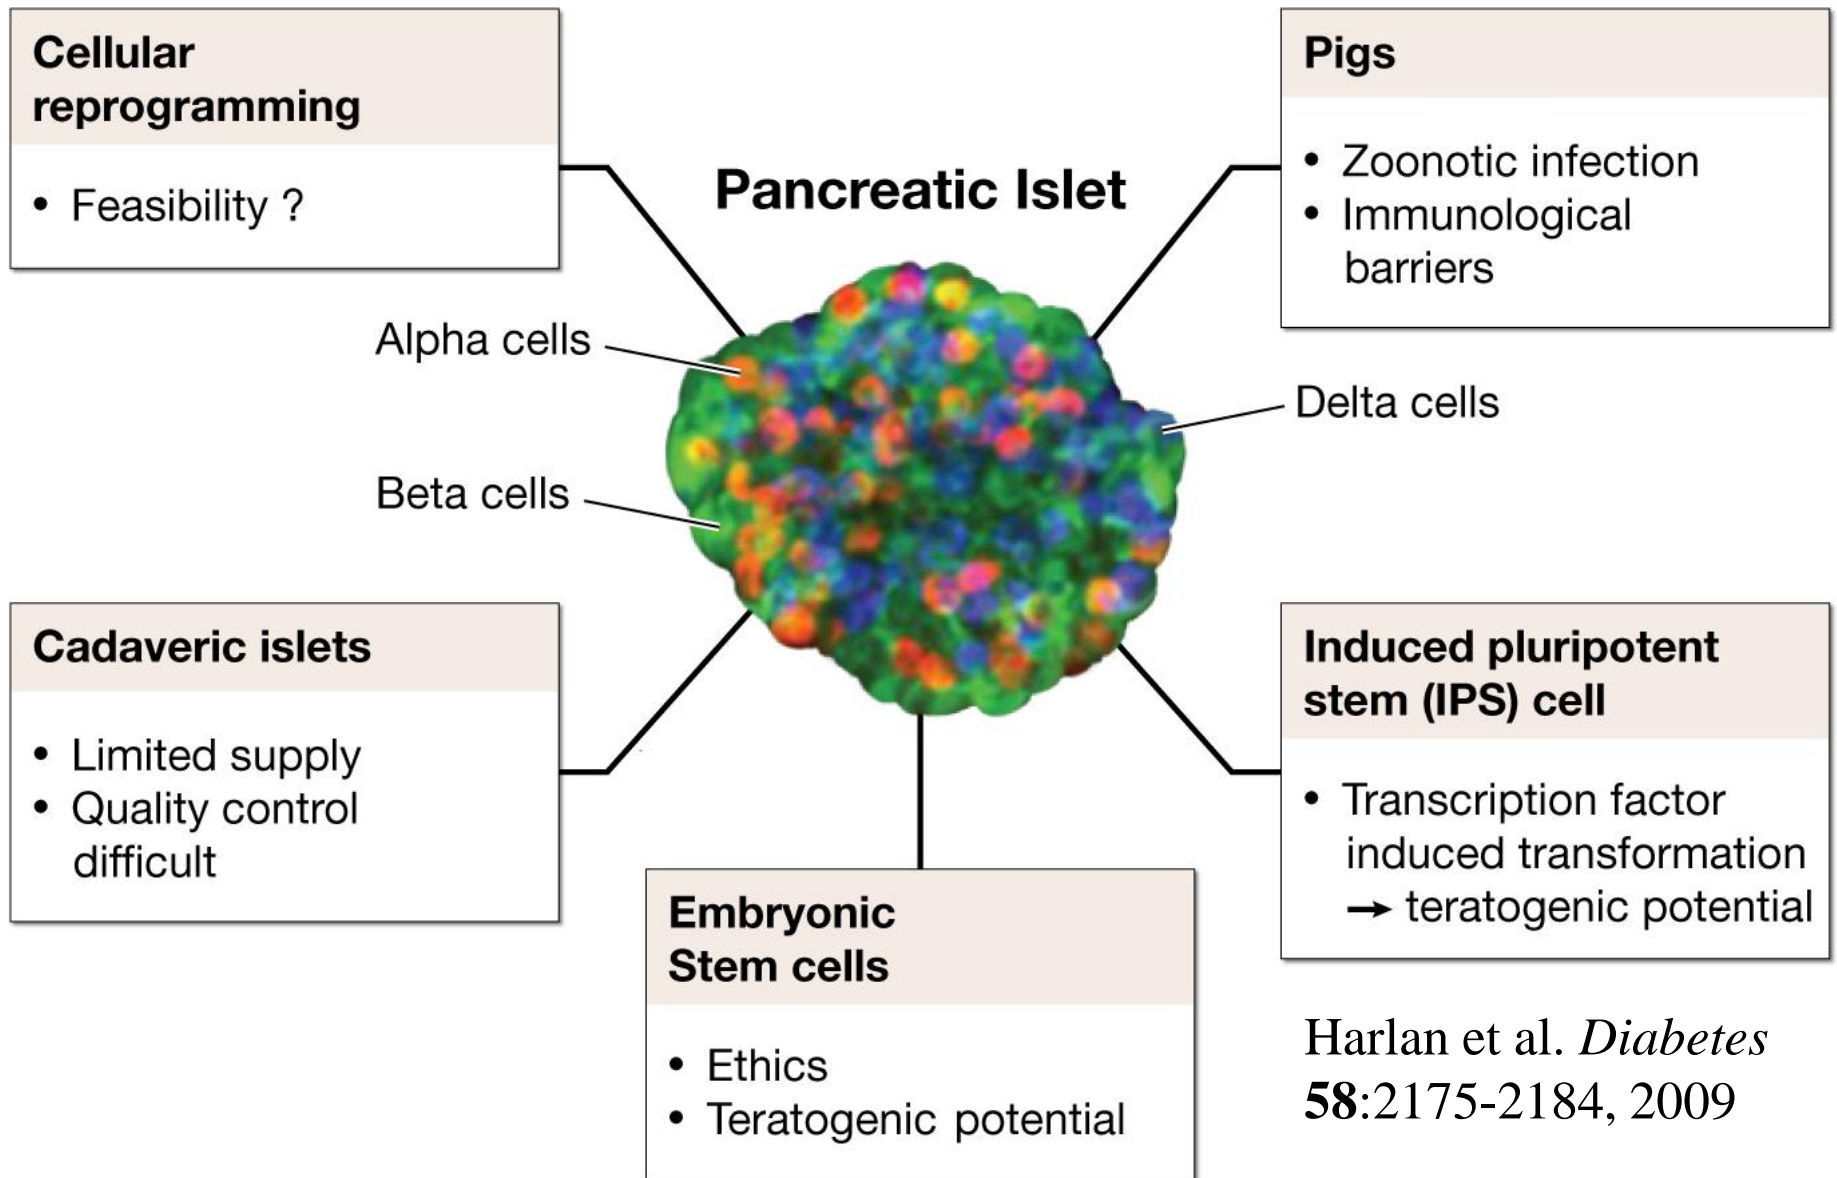 Cellular
reprogramming
• Feasibility ?
Pancreatic Islet
Pigs
• Zoonotic infection
• Immunological
barriers
Alpha cells
Delta cells
Beta cells
Cadaveric islets
• Limited supply
• Quality control
difficult
Embryonic
Stem cells
• Ethics
• Teratogenic potential
Induced pluripotent
stem (IPS) cell
• Transcription factor
induced transformation
→ teratogenic potential
Harlan et al. Diabetes
58:2175-2184, 2009